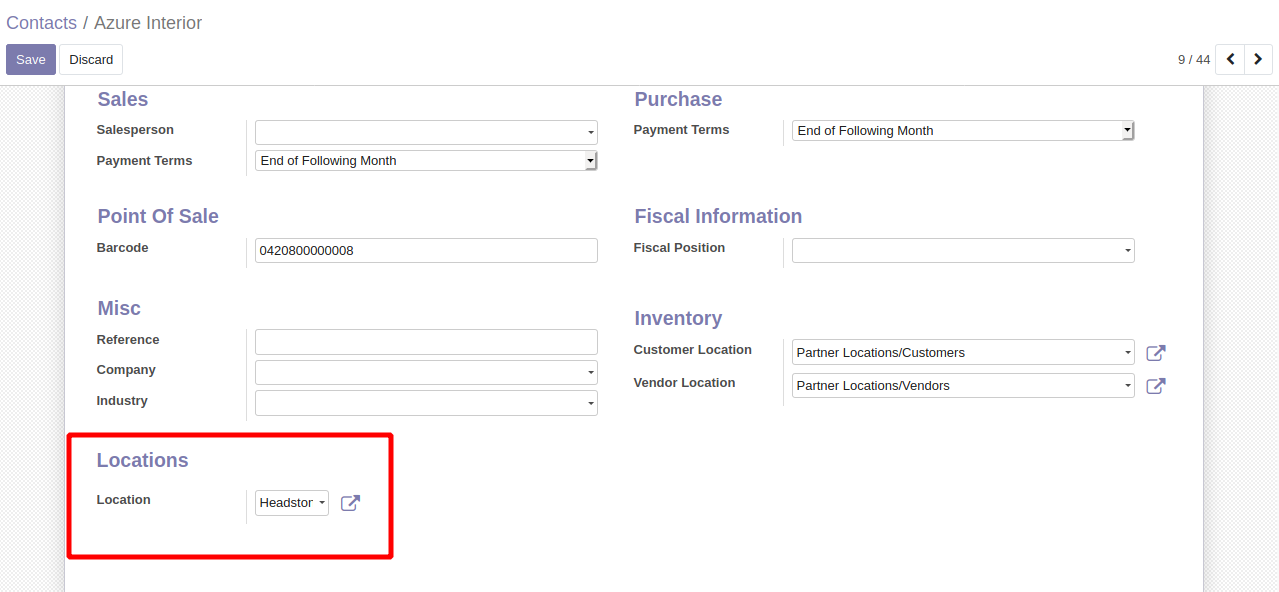 Contacts / Azure Interior
Save Discard 9 / 44
Sales
Salesperson
Payment Terms End of Following Month
Purchase
Payment Terms End of Following Month
Point Of Sale
Barcode 0420800000008
Fiscal Information
Fiscal Position
Misc
Reference
Company
Industry
Inventory
Customer Location Partner Locations/Customers
Vendor Location Partner Locations/Vendors
Locations
Location